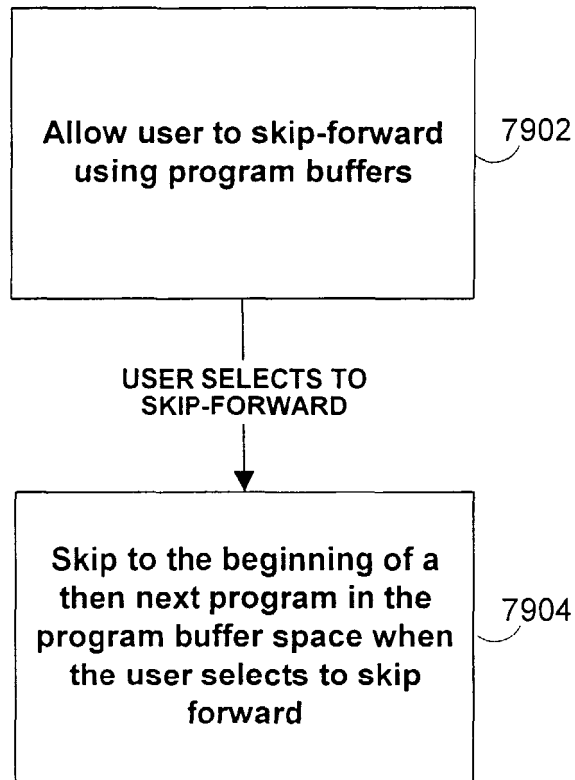 Allow user to skip-forward
using program buffers
7902
USER SELECTS TO
SKIP-FORWARD
Skip to the beginning of a
then next program in the
program buffer space when
the user selects to skip
forward
7904